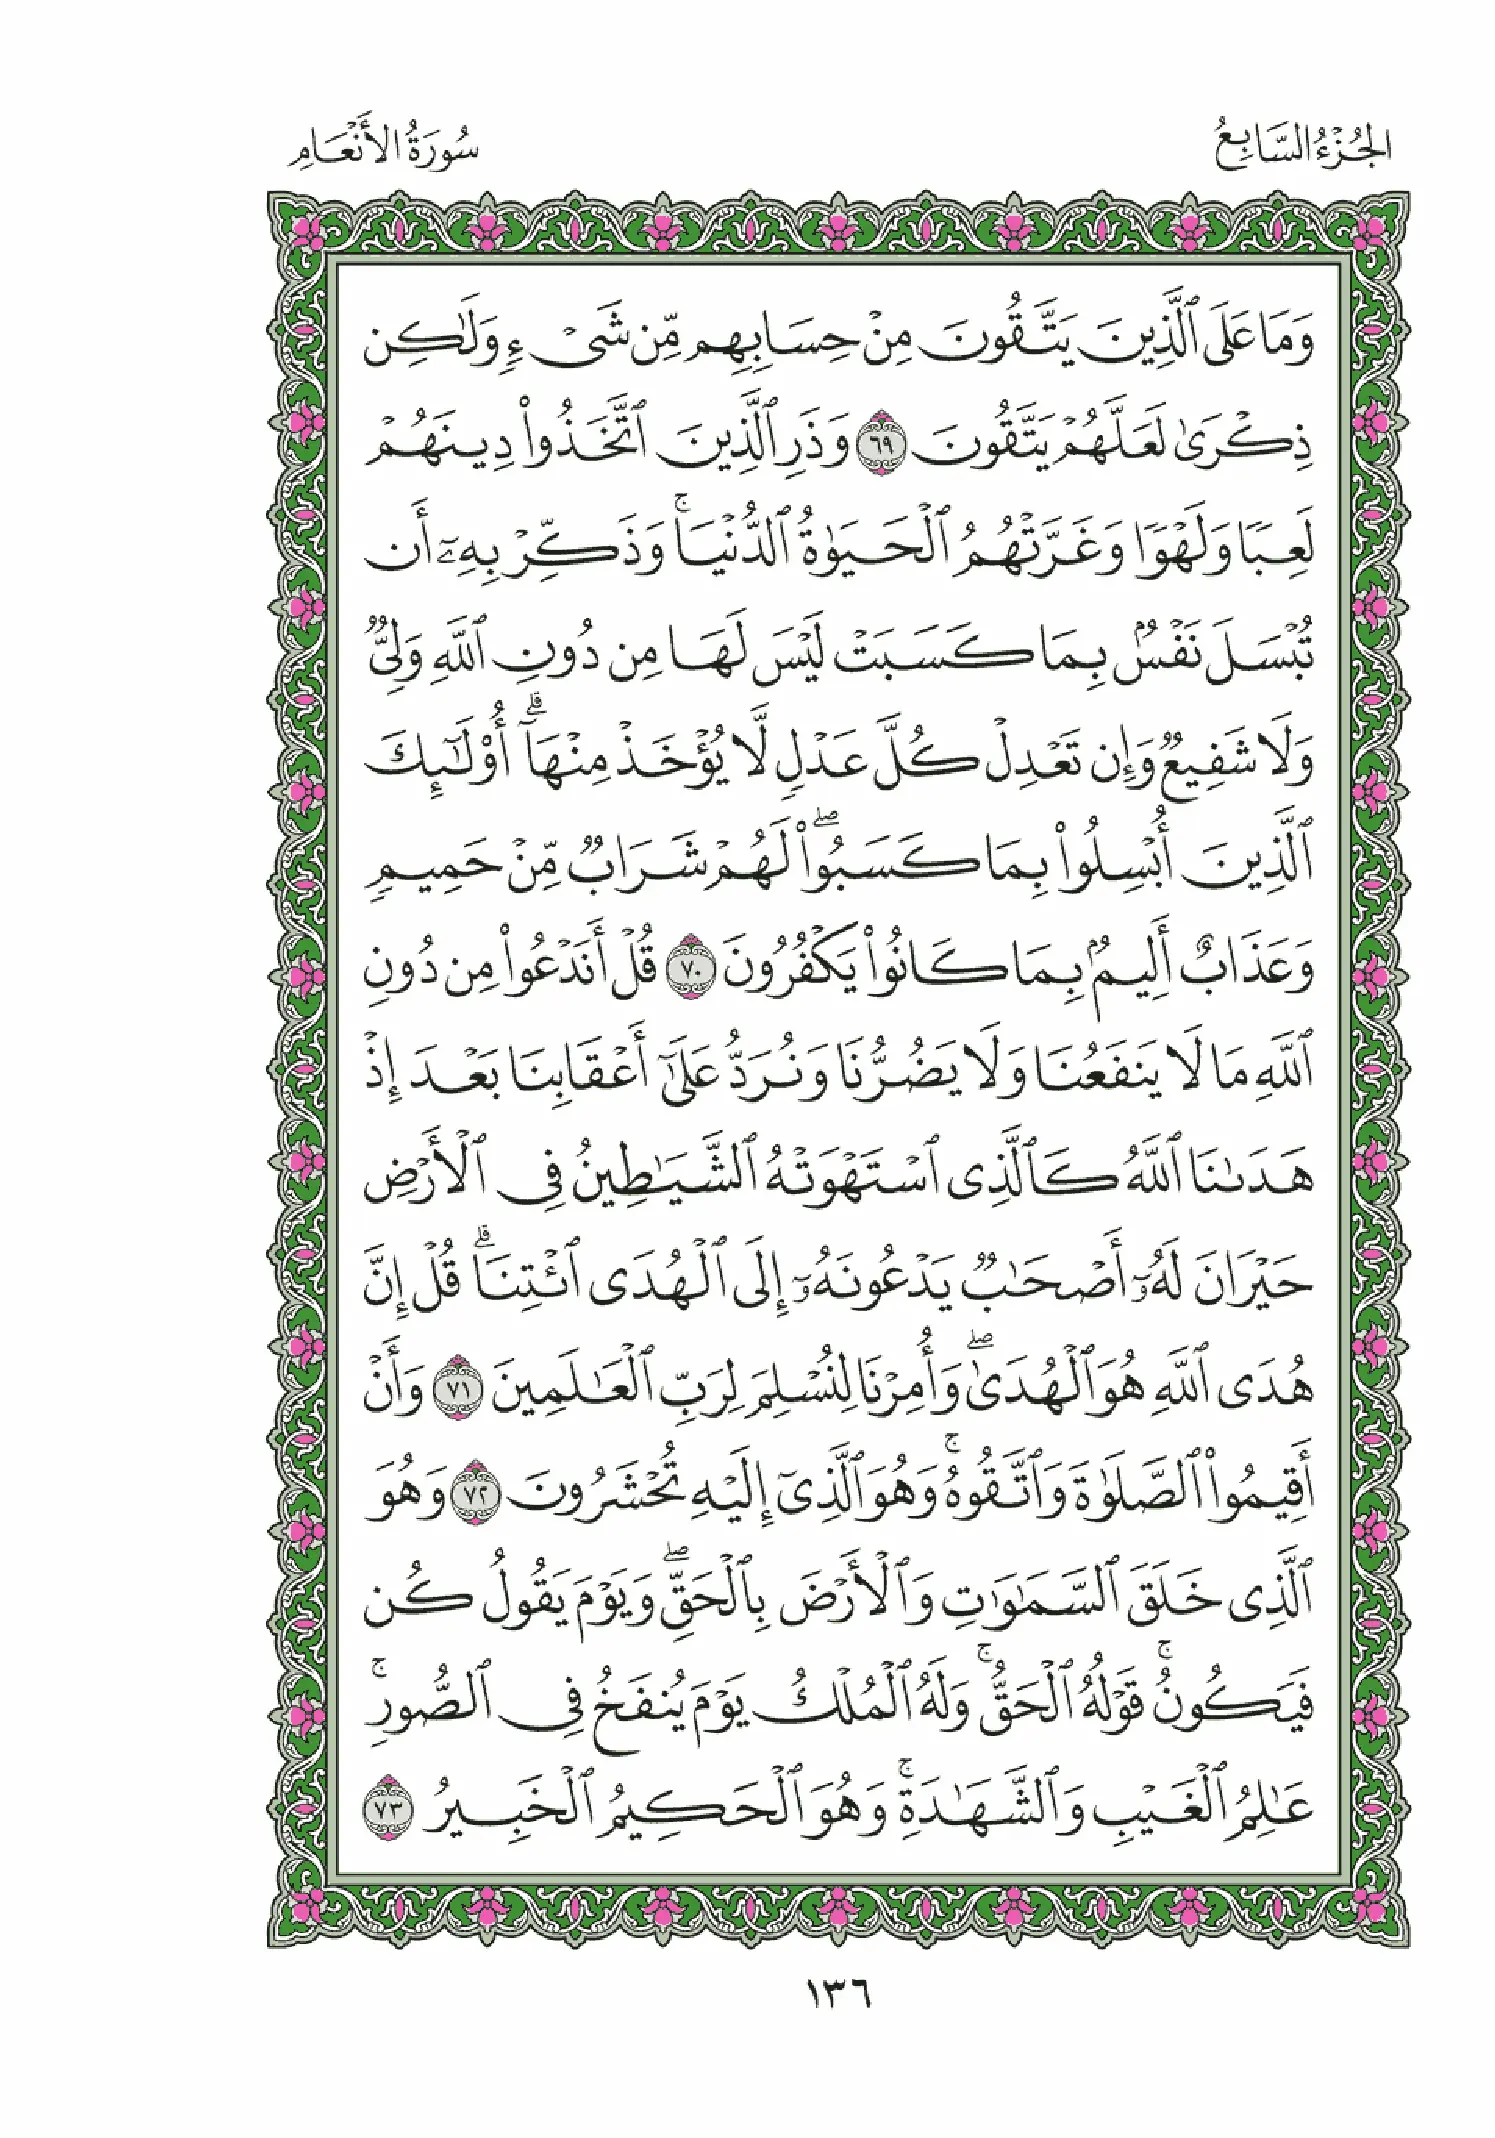 الجُزْءُ السَّابِعُ
سُورَةُ الأَنْعَامِ
وَمَا عَلَى ٱلَّذِينَ يَتَّقُونَ مِنْ حِسَابِهِم مِّن شَىْءٍ وَلَٰكِن
ذِكْرَىٰ لَعَلَّهُمْ يَتَّقُونَ ٦٩ وَذَرِ ٱلَّذِينَ ٱتَّخَذُوا۟ دِينَهُمْ
لَعِبًا وَلَهْوًا وَغَرَّتْهُمُ ٱلْحَيَوٰةُ ٱلدُّنْيَا ۚ وَذَكِّرْ بِهِۦٓ أَن
تُبْسَلَ نَفْسٌۢ بِمَا كَسَبَتْ لَيْسَ لَهَا مِن دُونِ ٱللَّهِ وَلِىٌّ
وَلَا شَفِيعٌ وَإِن تَعْدِلْ كُلَّ عَدْلٍ لَّا يُؤْخَذْ مِنْهَآ ۗ أُو۟لَٰٓئِكَ
ٱلَّذِينَ أُبْسِلُوا۟ بِمَا كَسَبُوا۟ ۖ لَهُمْ شَرَابٌ مِّنْ حَمِيمٍ
وَعَذَابٌ أَلِيمٌۢ بِمَا كَانُوا۟ يَكْفُرُونَ ٧٠ قُلْ أَنَدْعُوا۟ مِن دُونِ
ٱللَّهِ مَا لَا يَنفَعُنَا وَلَا يَضُرُّنَا وَنُرَدُّ عَلَىٰٓ أَعْقَابِنَا بَعْدَ إِذْ
هَدَىٰنَا ٱللَّهُ كَٱلَّذِى ٱسْتَهْوَتْهُ ٱلشَّيَٰطِينُ فِى ٱلْأَرْضِ
حَيْرَانَ لَهُۥٓ أَصْحَٰبٌ يَدْعُونَهُۥٓ إِلَى ٱلْهُدَى ٱئْتِنَا ۗ قُلْ إِنَّ
هُدَى ٱللَّهِ هُوَ ٱلْهُدَىٰ ۖ وَأُمِرْنَا لِنُسْلِمَ لِرَبِّ ٱلْعَٰلَمِينَ ٧١ وَأَنْ
أَقِيمُوا۟ ٱلصَّلَوٰةَ وَٱتَّقُوهُ ۚ وَهُوَ ٱلَّذِىٓ إِلَيْهِ تُحْشَرُونَ ٧٢ وَهُوَ
ٱلَّذِى خَلَقَ ٱلسَّمَٰوَٰتِ وَٱلْأَرْضَ بِٱلْحَقِّ ۖ وَيَوْمَ يَقُولُ كُن
فَيَكُونُ ۚ قَوْلُهُ ٱلْحَقُّ ۚ وَلَهُ ٱلْمُلْكُ يَوْمَ يُنفَخُ فِى ٱلصُّورِ ۚ
عَٰلِمُ ٱلْغَيْبِ وَٱلشَّهَٰدَةِ ۚ وَهُوَ ٱلْحَكِيمُ ٱلْخَبِيرُ ٧٣
١٣٦